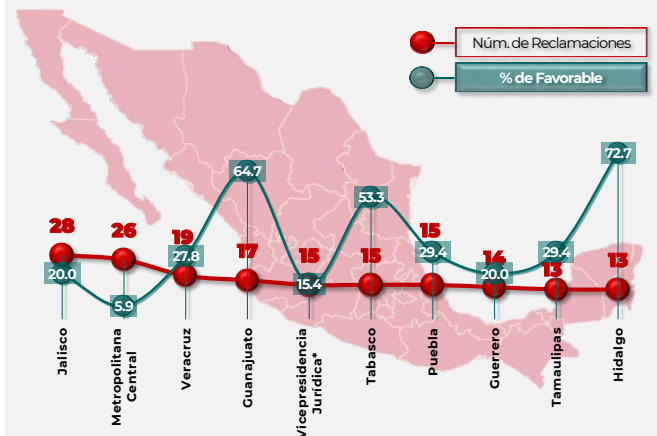 Núm. de Reclamaciones
% de Favorable
28
26
19
17
15
15
15
14
13
13
20.0
5.9
27.8
64.7
15.4
53.3
29.4
20.0
29.4
72.7
Jalisco
Metropolitana
Central
Veracruz
Guanajuato
Vicepresidencia
Jurídica*
Tabasco
Puebla
Guerrero
Tamaulipas
Hidalgo